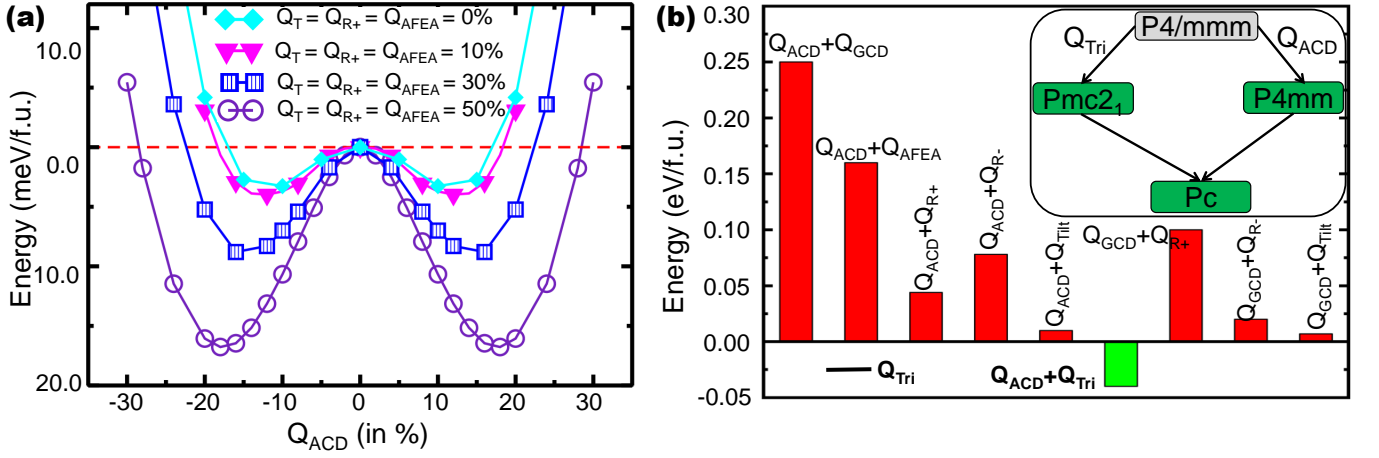 (a)
Q_T = Q_R+ = Q_AFEA = 0%
Q_T = Q_R+ = Q_AFEA = 10%
Q_T = Q_R+ = Q_AFEA = 30%
Q_T = Q_R+ = Q_AFEA = 50%
Energy (meV/f.u.)
10.0
0.0
10.0
20.0
-30 -20 -10 0 10 20 30
Q_ACD (in %)
(b)
Energy (eV/f.u.)
0.30
0.25
0.20
0.15
0.10
0.05
0.00
-0.05
Q_ACD+Q_GCD
Q_ACD+Q_AFEA
Q_ACD+Q_R+
Q_ACD+Q_R-
Q_ACD+Q_Tilt
Q_ACD+Q_Tri
Q_GCD+Q_R+
Q_GCD+Q_R-
Q_GCD+Q_Tilt
Q_Tri
P4/mmm
Q_Tri
Q_ACD
Pmc2₁
P4mm
Pc